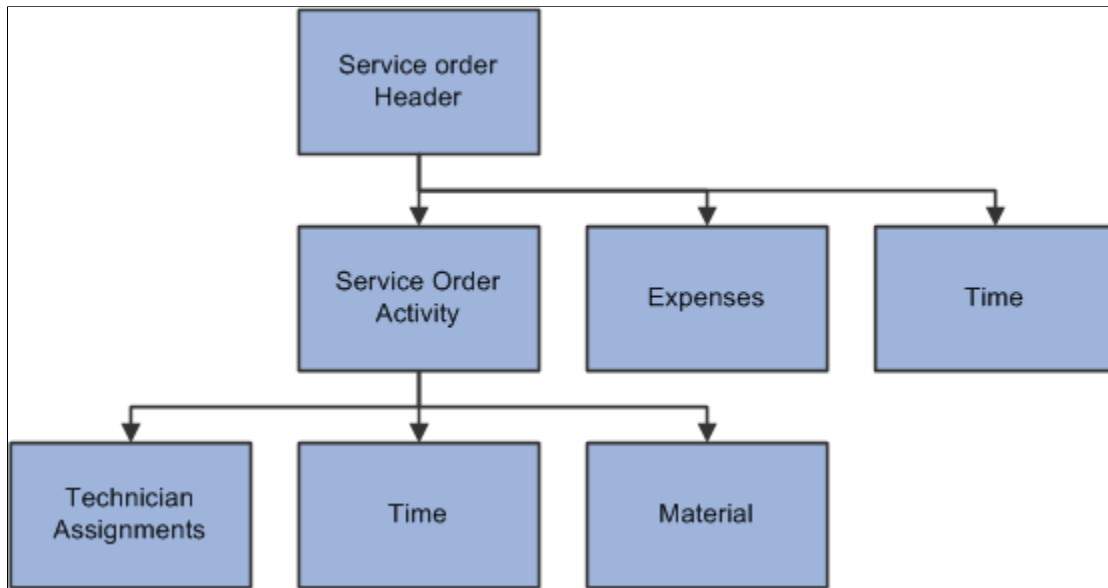 Service order
Header
Service Order
Activity
Expenses
Time
Technician
Assignments
Time
Material